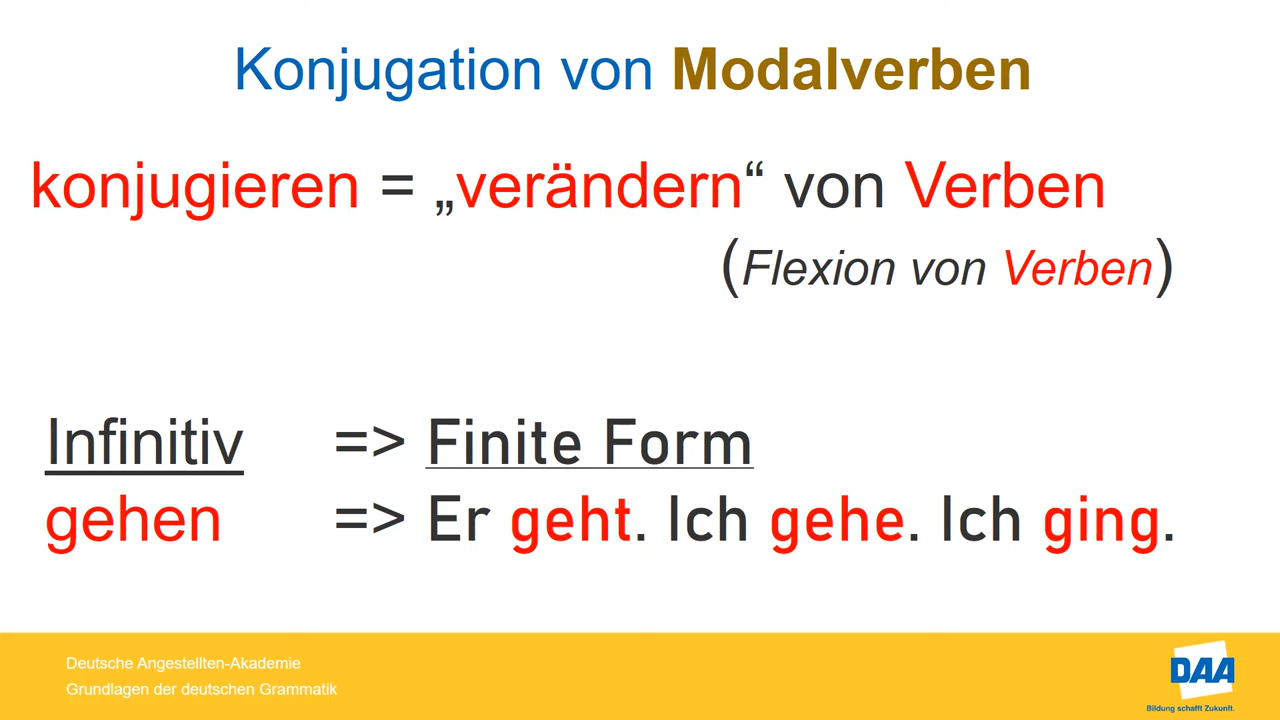 Konjugation von Modalverben
konjugieren = „verändern“ von Verben
(Flexion von Verben)
Infinitiv => Finite Form
gehen => Er geht. Ich gehe. Ich ging.
Deutsche Angestellten-Akademie
Grundlagen der deutschen Grammatik
DAA
Bildung schafft Zukunft.